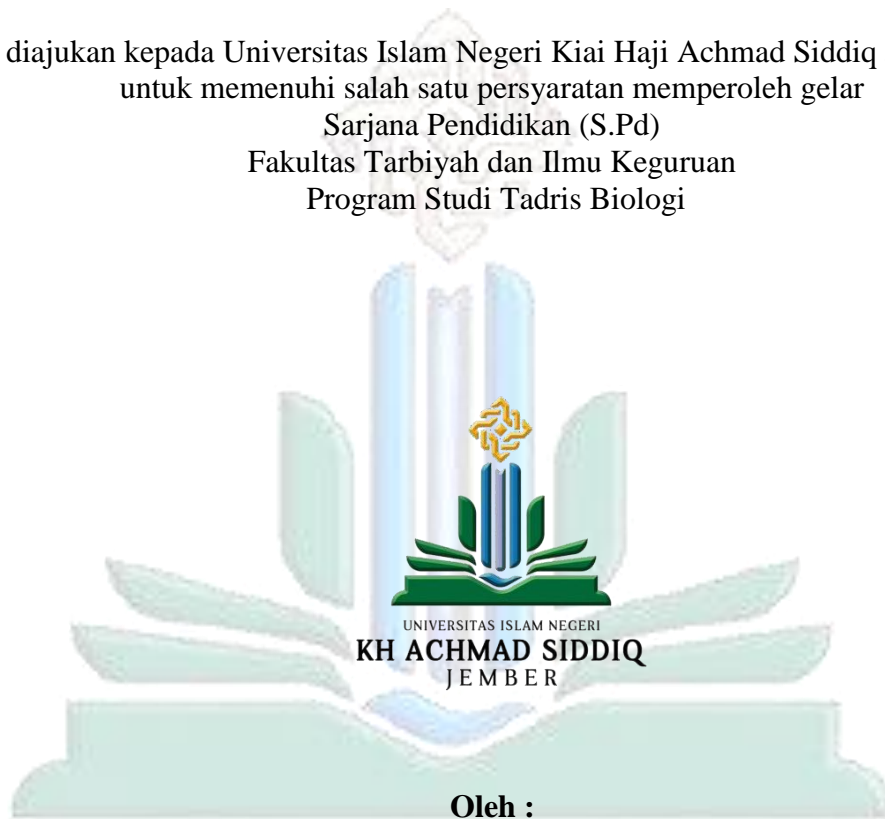 diajukan kepada Universitas Islam Negeri Kiai Haji Achmad Siddiq
untuk memenuhi salah satu persyaratan memperoleh gelar
Sarjana Pendidikan (S.Pd)
Fakultas Tarbiyah dan Ilmu Keguruan
Program Studi Tadris Biologi
UNIVERSITAS ISLAM NEGERI
KH ACHMAD SIDDIQ
JEMBER
Oleh :